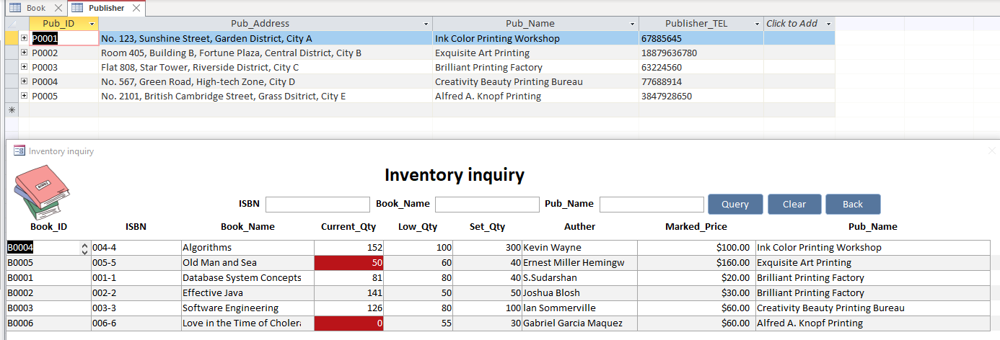 Book Publisher
Pub_ID Pub_Address Pub_Name Publisher_TEL Click to Add
P0001 No. 123, Sunshine Street, Garden District, City A Ink Color Printing Workshop 67885645
P0002 Room 405, Building B, Fortune Plaza, Central District, City B Exquisite Art Printing 18879636780
P0003 Flat 808, Star Tower, Riverside District, City C Brilliant Printing Factory 63224560
P0004 No. 567, Green Road, High-tech Zone, City D Creativity Beauty Printing Bureau 77688914
P0005 No. 2101, British Cambridge Street, Grass Dsitrict, City E Alfred A. Knopf Printing 3847928650
Inventory inquiry
Inventory inquiry
ISBN Book_Name Pub_Name Query Clear Back
Book_ID ISBN Book_Name Current_Qty Low_Qty Set_Qty Auther Marked_Price Pub_Name
B0004 004-4 Algorithms 152 100 300 Kevin Wayne $100.00 Ink Color Printing Workshop
B0005 005-5 Old Man and Sea 50 60 40 Ernest Miller Hemingw $160.00 Exquisite Art Printing
B0001 001-1 Database System Concepts 81 80 40 S.Sudarshan $20.00 Brilliant Printing Factory
B0002 002-2 Effective Java 141 50 50 Joshua Blosh $30.00 Brilliant Printing Factory
B0003 003-3 Software Engineering 126 80 100 Ian Sommerville $60.00 Creativity Beauty Printing Bureau
B0006 006-6 Love in the Time of Cholera 0 55 30 Gabriel Garcia Maquez $60.00 Alfred A. Knopf Printing